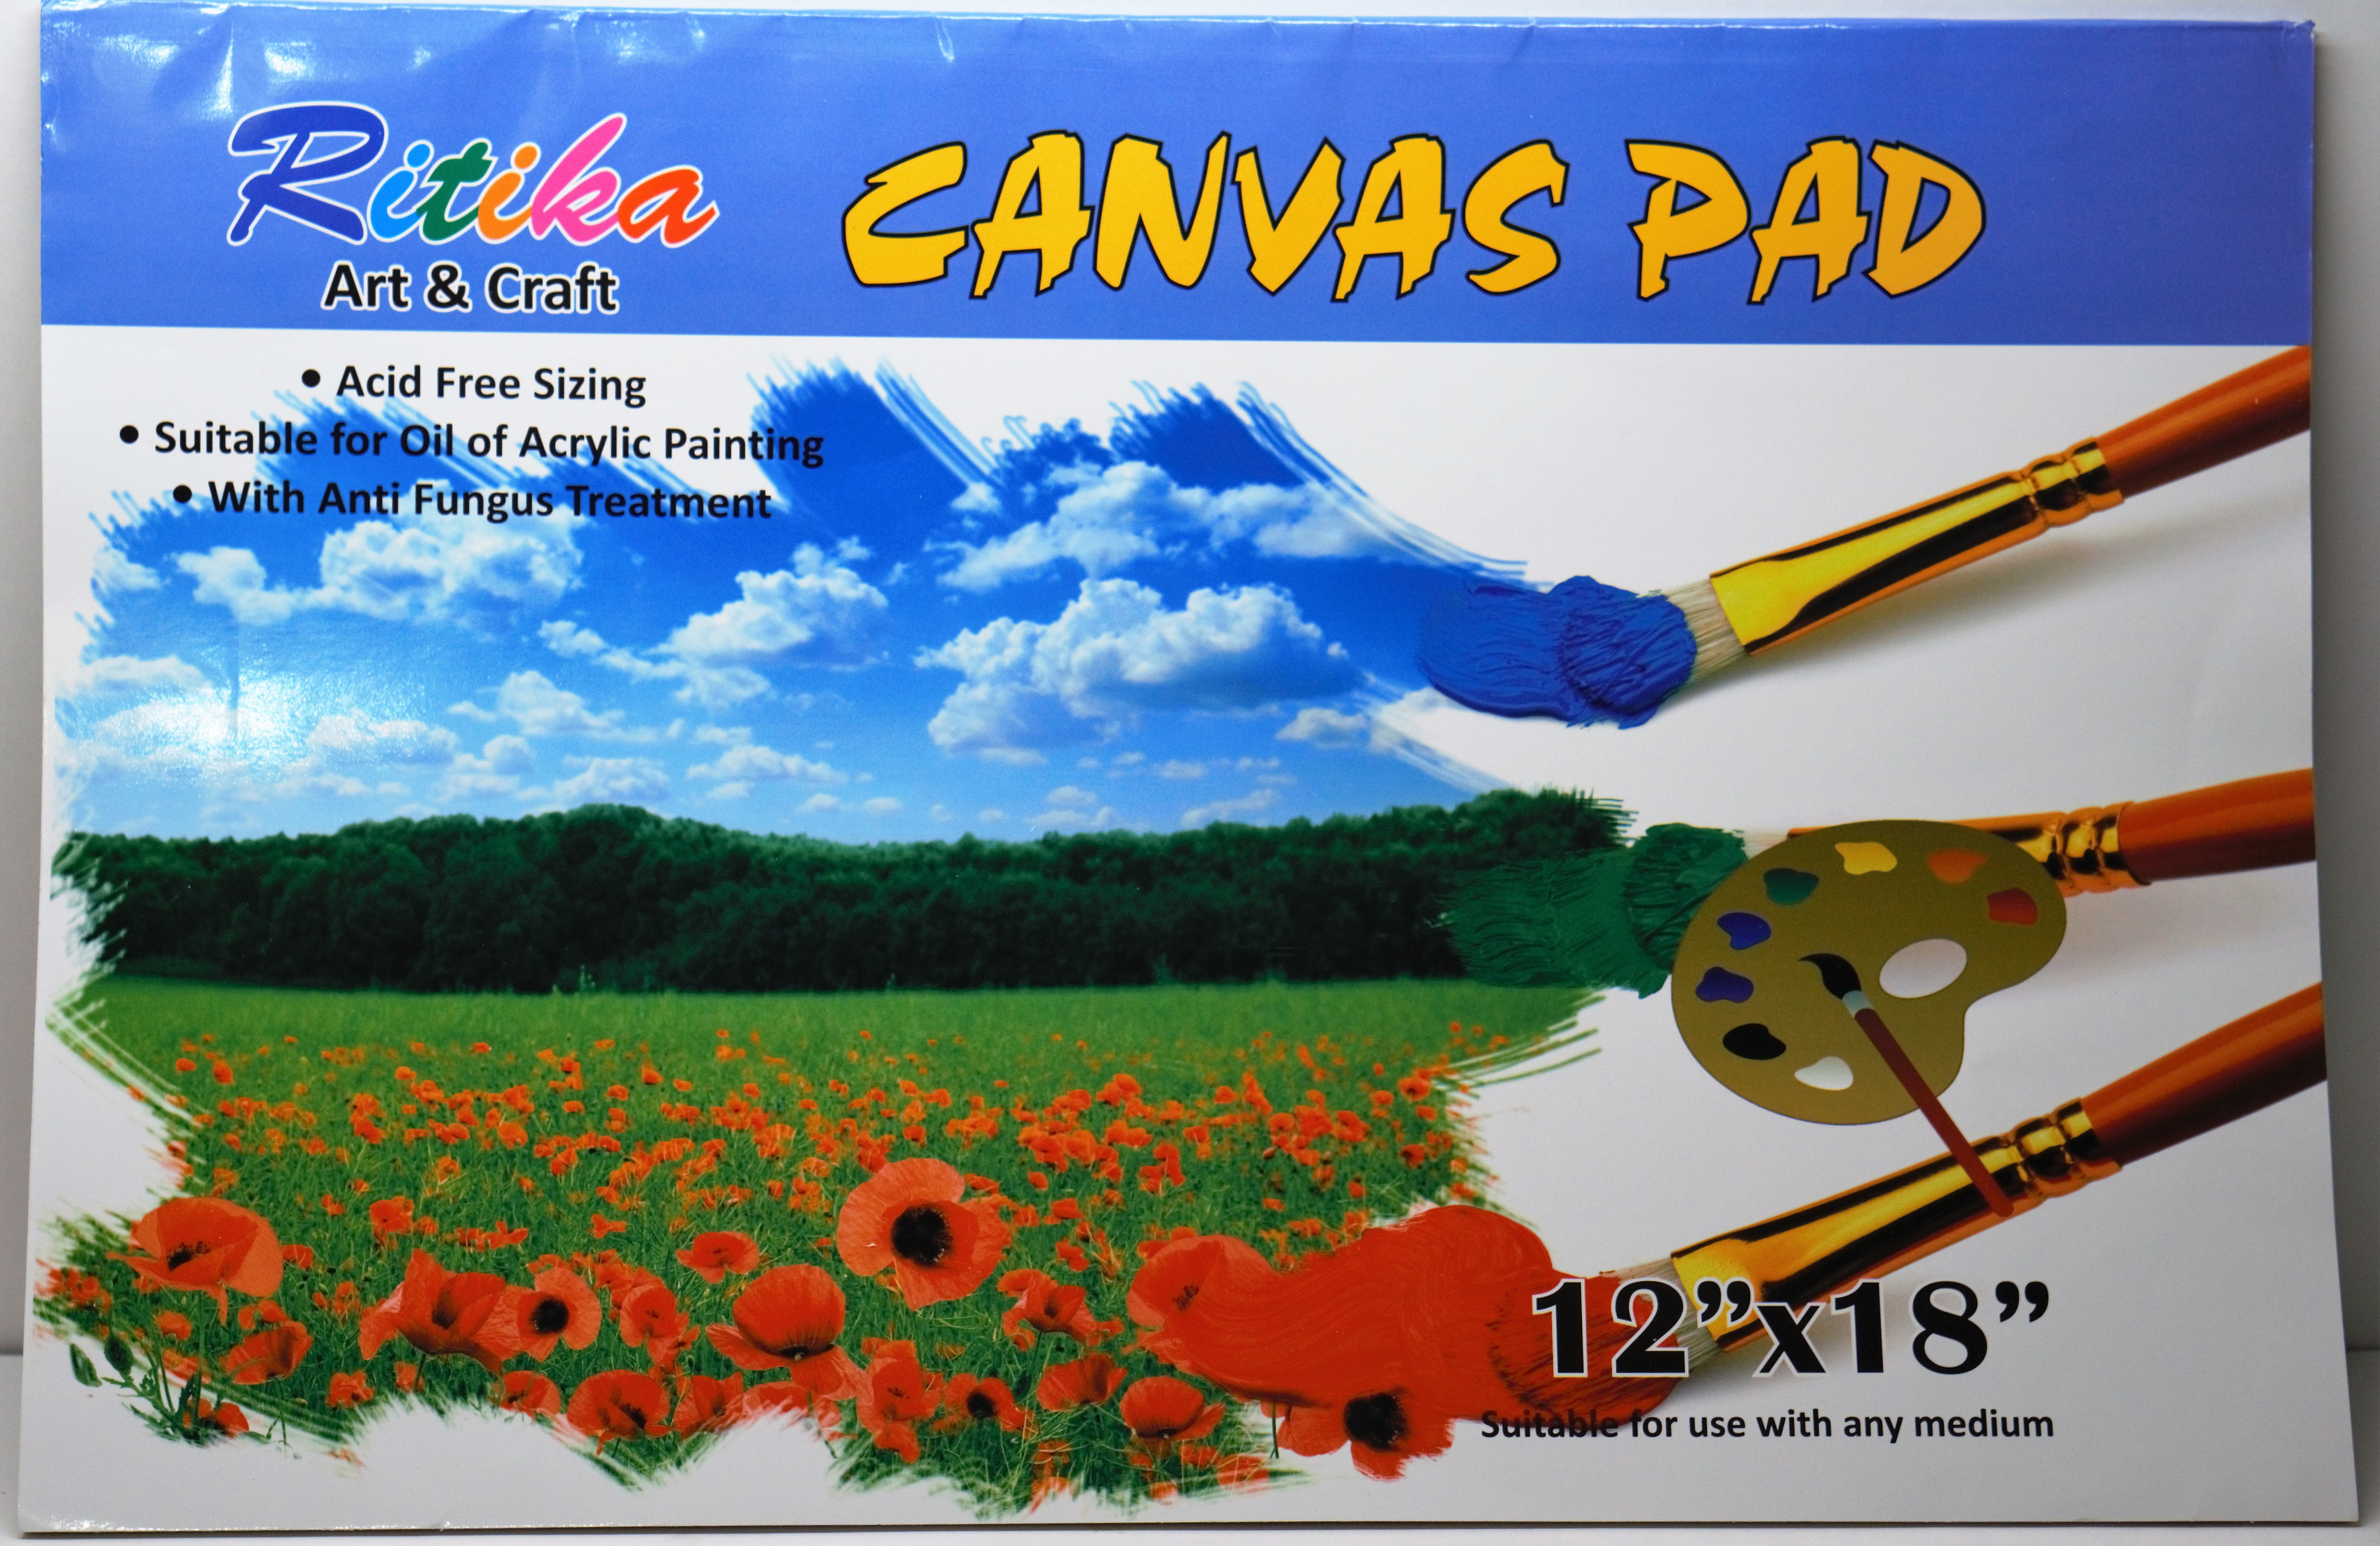 Ritika
Art & Craft
CANVAS PAD
• Acid Free Sizing
• Suitable for Oil of Acrylic Painting
• With Anti Fungus Treatment
12”x18”
Suitable for use with any medium